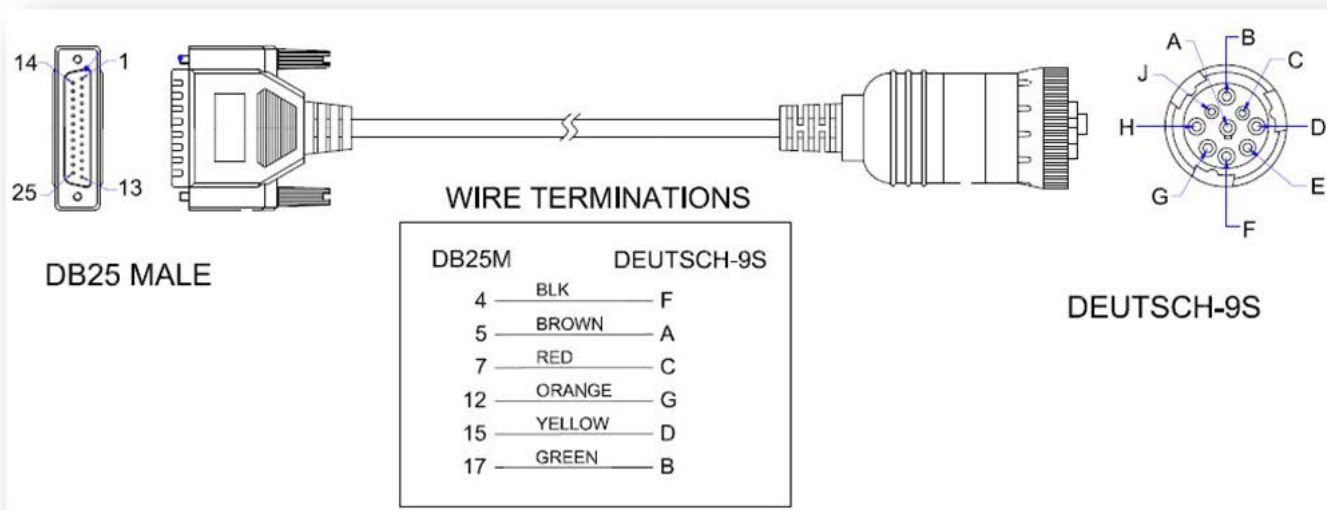 14
1
25
13
DB25 MALE
A
B
C
J
H
D
G
E
F
DEUTSCH-9S
WIRE TERMINATIONS
DB25M DEUTSCH-9S
4 BLK F
5 BROWN A
7 RED C
12 ORANGE G
15 YELLOW D
17 GREEN B